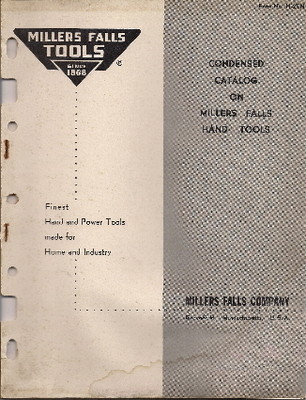 MILLERS FALLS
TOOLS
SINCE
1868
®
CONDENSED
CATALOG
ON
MILLERS FALLS
HAND TOOLS
Finest
Hand and Power Tools
made for
Home and Industry
MILLERS FALLS COMPANY
Massachusetts, U.S.A.